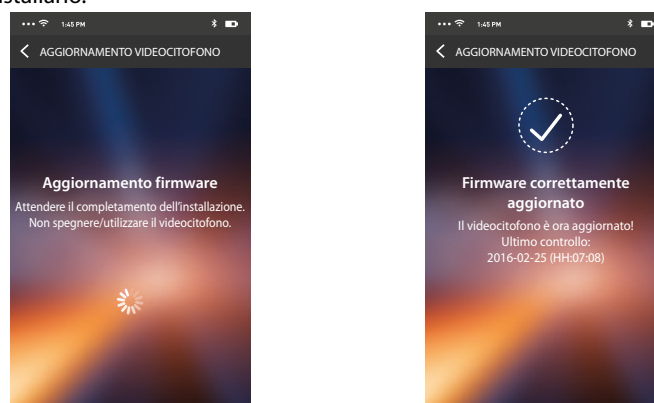 1:45 PM
AGGIORNAMENTO VIDEOCITOFONO
Aggiornamento firmware
Attendere il completamento dell'installazione.
Non spegnere/utilizzare il videocitofono.
1:45 PM
AGGIORNAMENTO VIDEOCITOFONO
Firmware correttamente
aggiornato
Il videocitofono è ora aggiornato!
Ultimo controllo:
2016-02-25 (HH:07:08)